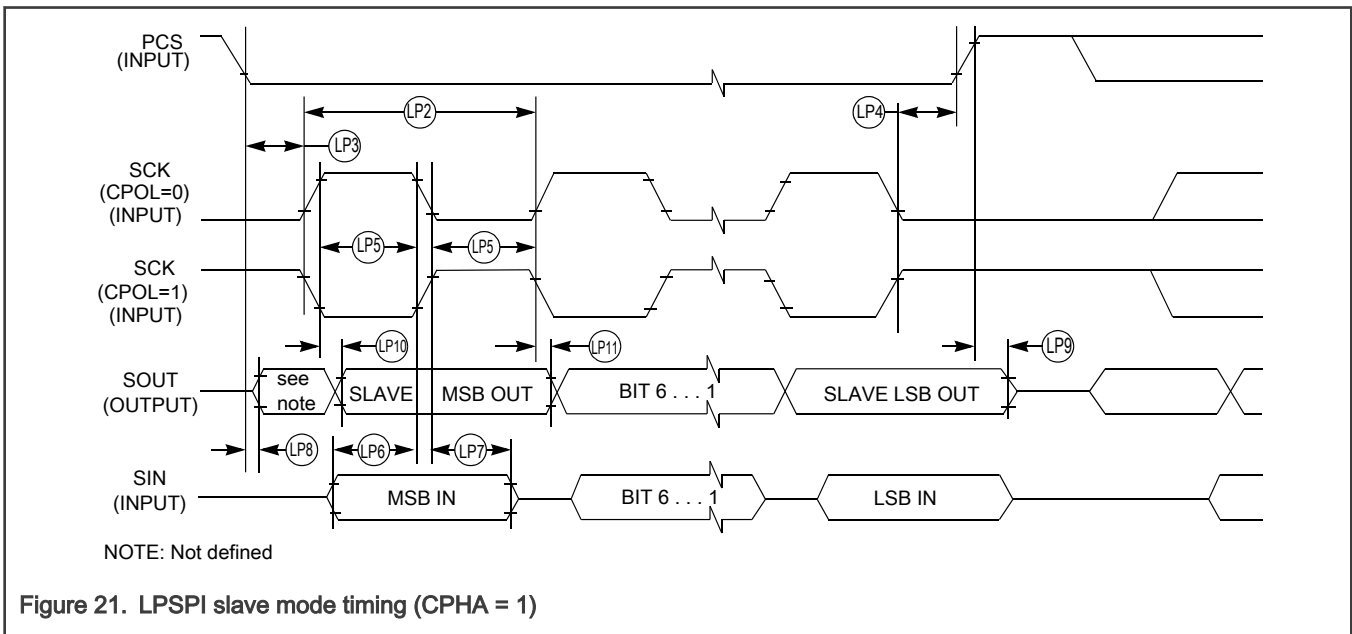 PCS
(INPUT)
LP2
LP4
LP3
SCK
(CPOL=0)
(INPUT)
LP5
LP5
SCK
(CPOL=1)
(INPUT)
LP10
LP11
LP9
SOUT
(OUTPUT)
see
note
SLAVE
MSB OUT
BIT 6 . . . 1
SLAVE LSB OUT
LP8
LP6
LP7
SIN
(INPUT)
MSB IN
BIT 6 . . . 1
LSB IN
NOTE: Not defined
Figure 21. LPSPI slave mode timing (CPHA = 1)